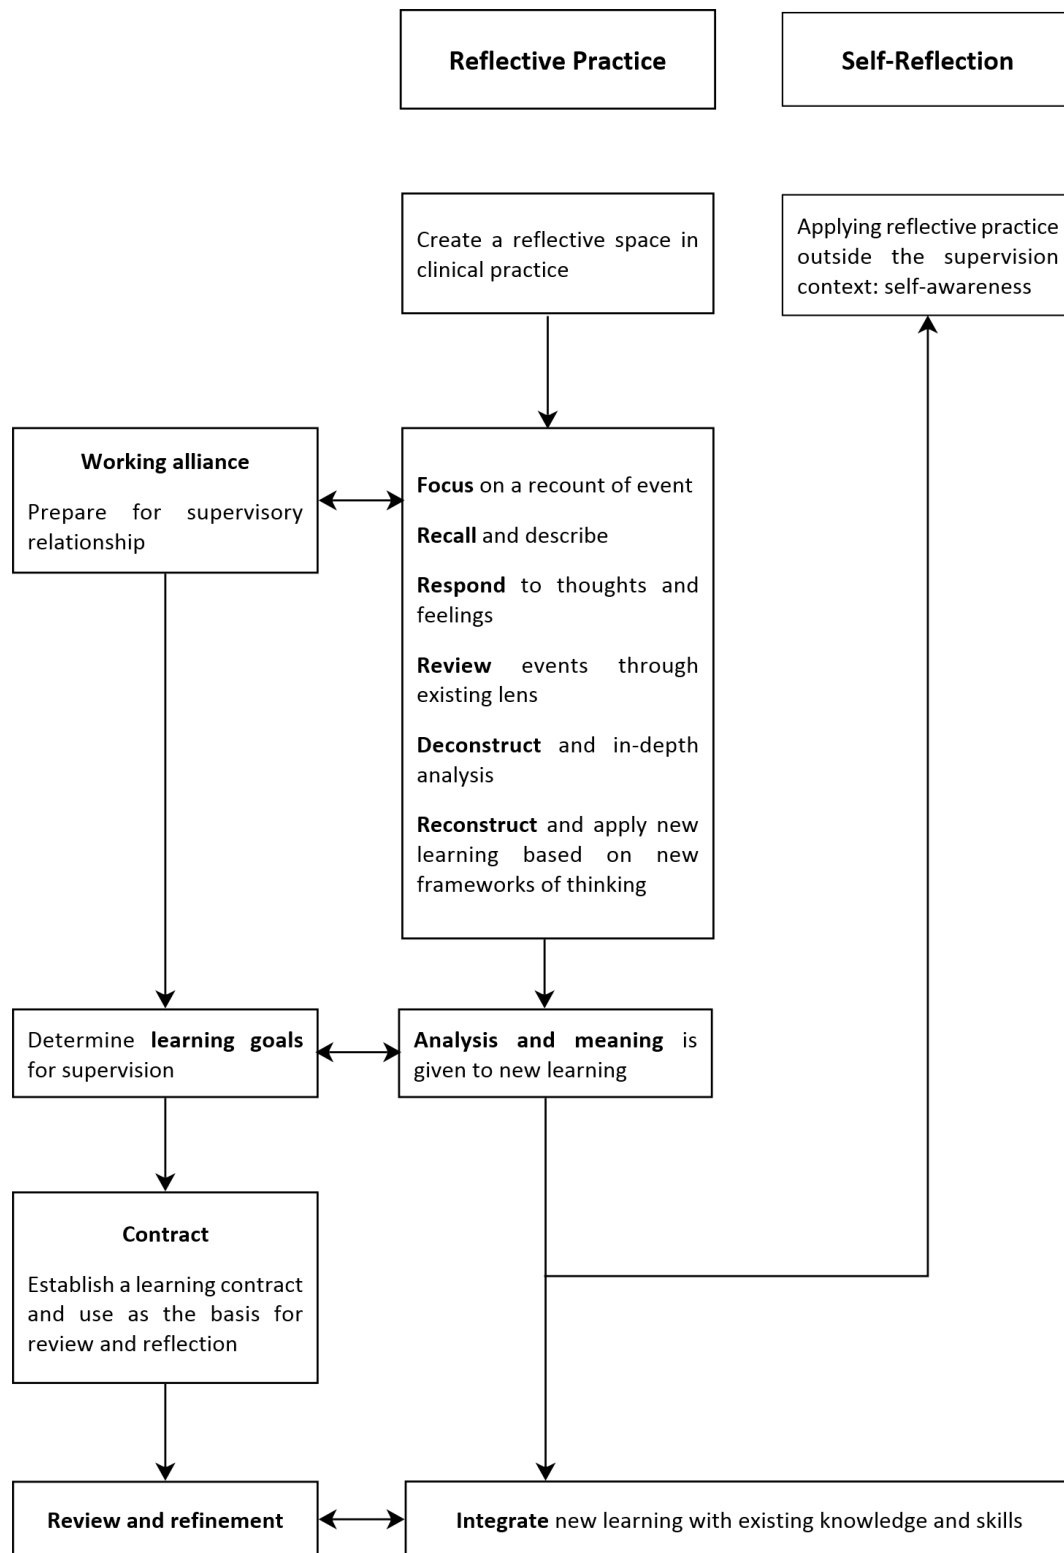 Reflective Practice
Self-Reflection
Create a reflective space in
clinical practice
Applying reflective practice
outside the supervision
context: self-awareness
Working alliance
Prepare for supervisory
relationship
Focus on a recount of event
Recall and describe
Respond to thoughts and
feelings
Review events through
existing lens
Deconstruct and in-depth
analysis
Reconstruct and apply new
learning based on new
frameworks of thinking
Determine learning goals
for supervision
Analysis and meaning is
given to new learning
Contract
Establish a learning contract
and use as the basis for
review and reflection
Review and refinement
Integrate new learning with existing knowledge and skills